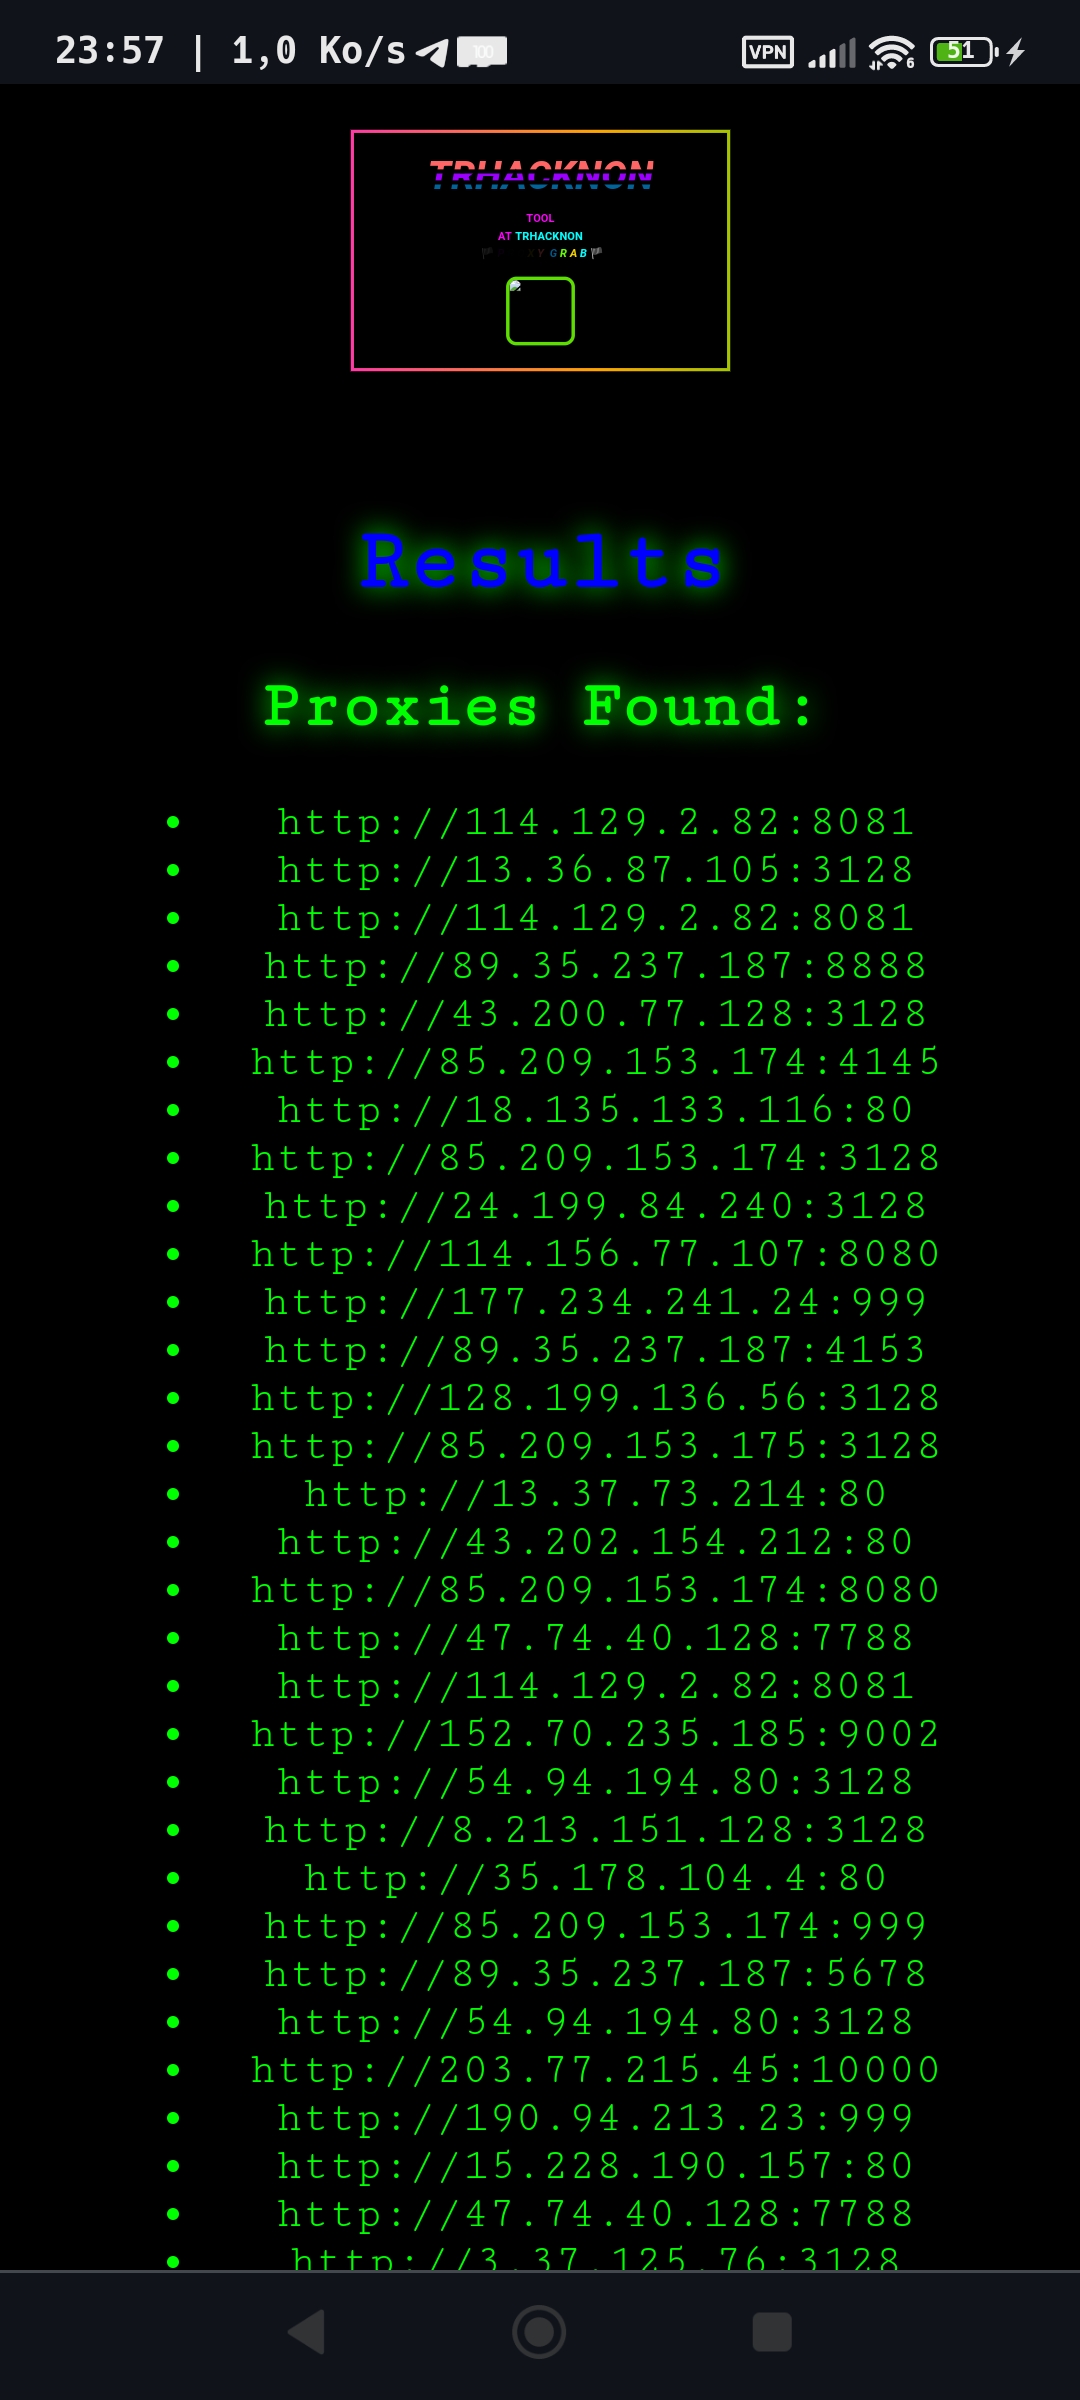 23:57 | 1,0 Ko/s 100 VPN 6 51
TRHACKNON
TOOL
AT TRHACKNON
XY GRAB
Results
Proxies Found:
http://114.129.2.82:8081
http://13.36.87.105:3128
http://114.129.2.82:8081
http://89.35.237.187:8888
http://43.200.77.128:3128
http://85.209.153.174:4145
http://18.135.133.116:80
http://85.209.153.174:3128
http://24.199.84.240:3128
http://114.156.77.107:8080
http://177.234.241.24:999
http://89.35.237.187:4153
http://128.199.136.56:3128
http://85.209.153.175:3128
http://13.37.73.214:80
http://43.202.154.212:80
http://85.209.153.174:8080
http://47.74.40.128:7788
http://114.129.2.82:8081
http://152.70.235.185:9002
http://54.94.194.80:3128
http://8.213.151.128:3128
http://35.178.104.4:80
http://85.209.153.174:999
http://89.35.237.187:5678
http://54.94.194.80:3128
http://203.77.215.45:10000
http://190.94.213.23:999
http://15.228.190.157:80
http://47.74.40.128:7788
http://3.37.125.76:3128